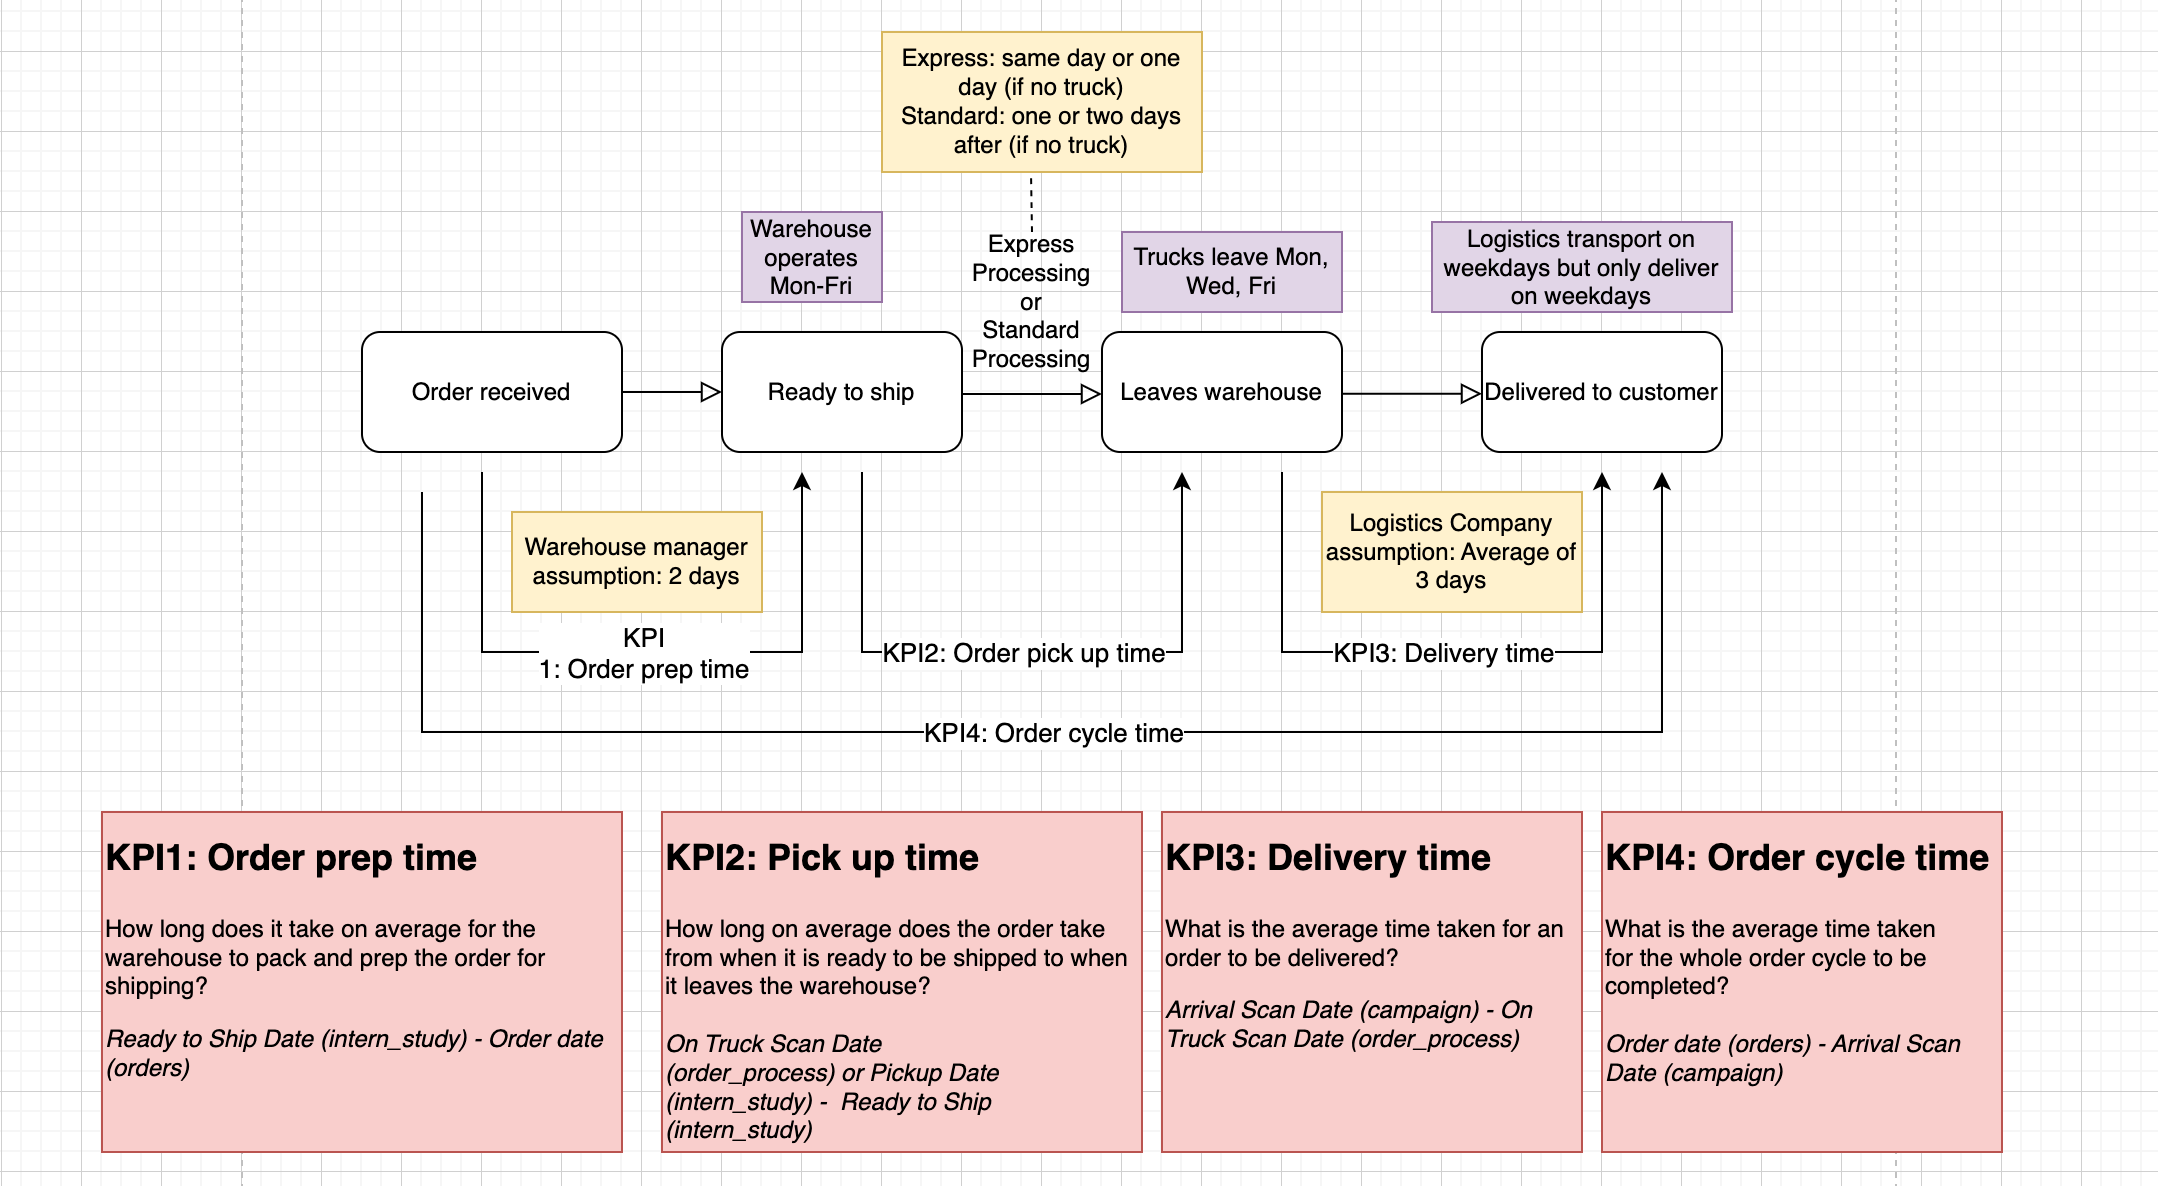 Express: same day or one
day (if no truck)
Standard: one or two days
after (if no truck)
Warehouse
operates
Mon-Fri
Express
Processing
or
Standard
Processing
Trucks leave Mon,
Wed, Fri
Logistics transport on
weekdays but only deliver
on weekdays
Order received
Ready to ship
Leaves warehouse
Delivered to customer
Warehouse manager
assumption: 2 days
Logistics Company
assumption: Average of
3 days
KPI
1: Order prep time
KPI2: Order pick up time
KPI3: Delivery time
KPI4: Order cycle time
KPI1: Order prep time
How long does it take on average for the
warehouse to pack and prep the order for
shipping?
Ready to Ship Date (intern_study) - Order date
(orders)
KPI2: Pick up time
How long on average does the order take
from when it is ready to be shipped to when
it leaves the warehouse?
On Truck Scan Date
(order_process) or Pickup Date
(intern_study) -  Ready to Ship
(intern_study)
KPI3: Delivery time
What is the average time taken for an
order to be delivered?
Arrival Scan Date (campaign) - On
Truck Scan Date (order_process)
KPI4: Order cycle time
What is the average time taken
for the whole order cycle to be
completed?
Order date (orders) - Arrival Scan
Date (campaign)